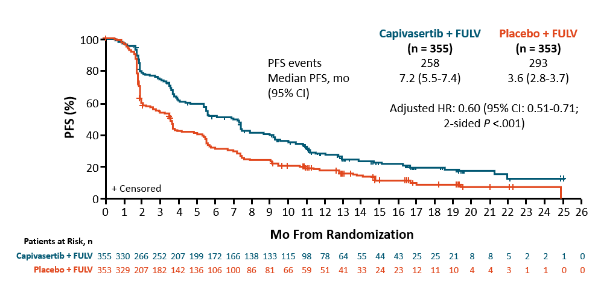 Capivasertib + FULV Placebo + FULV
(n = 355) (n = 353)
PFS events 258 293
Median PFS, mo 7.2 (5.5-7.4) 3.6 (2.8-3.7)
(95% CI)
Adjusted HR: 0.60 (95% CI: 0.51-0.71;
2-sided P <.001)
PFS (%)
100
80
60
40
20
0
+ Censored
0 1 2 3 4 5 6 7 8 9 10 11 12 13 14 15 16 17 18 19 20 21 22 23 24 25 26
Mo From Randomization
Patients at Risk, n
Capivasertib + FULV 355 330 266 252 207 199 172 166 138 133 115 98 78 64 55 44 43 25 25 21 8 8 5 2 2 1 0
Placebo + FULV 353 329 207 182 142 136 106 100 86 81 66 59 51 41 33 24 23 12 11 10 4 4 3 1 1 0 0